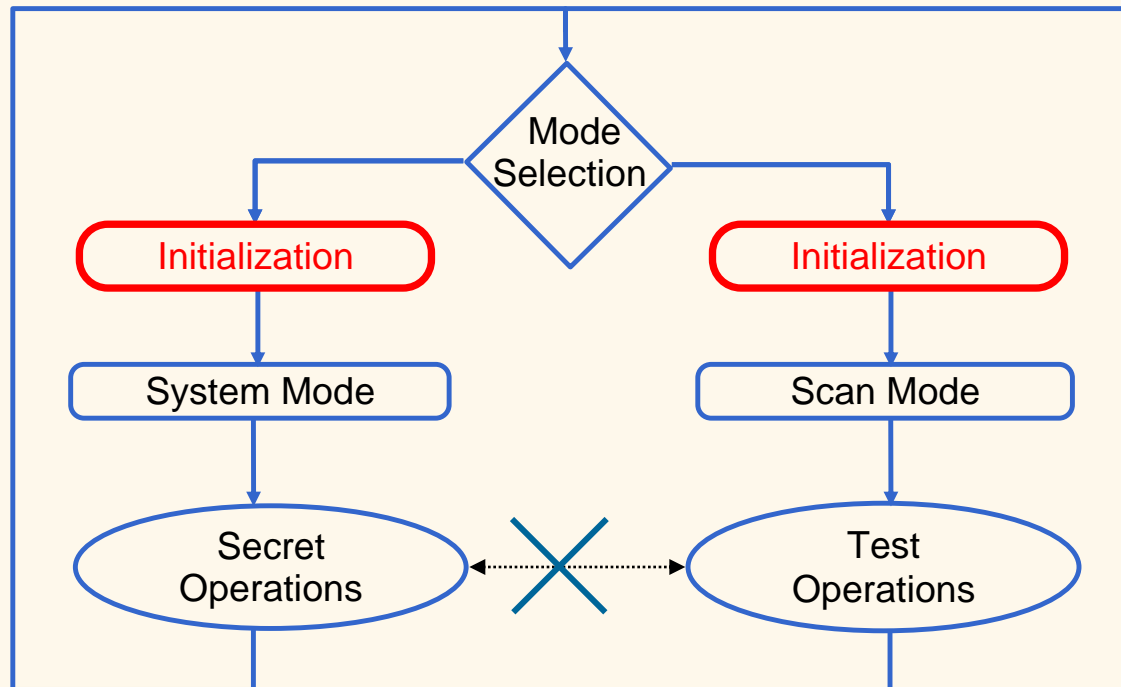 Mode
Selection
Initialization
Initialization
System Mode
Scan Mode
Secret
Operations
Test
Operations